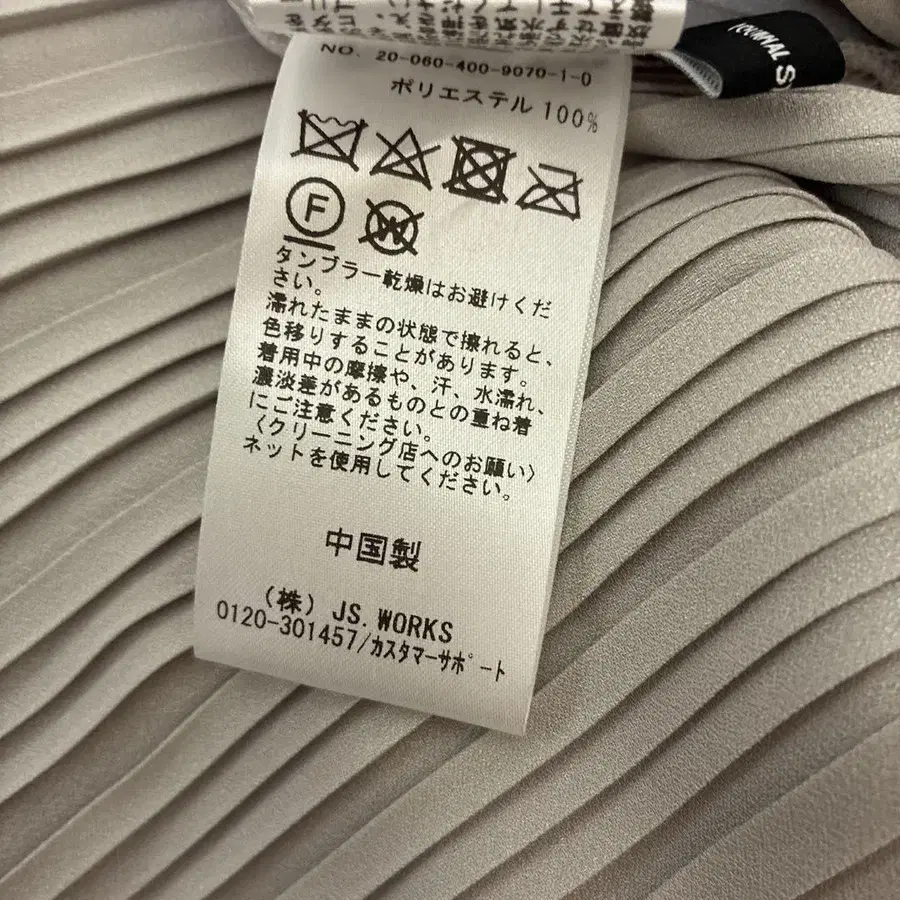 NO. 20-060-400-9070-1-0
ポリエステル 100%
F
W
タンブラー乾燥はお避けくだ
さい。
濡れたままの状態で擦れると、
色移りすることがあります。
着用中の摩擦や、汗、水濡れ、
濃淡差があるものとの重ね着
にご注意ください。
〈クリーニング店へのお願い〉
ネットを使用してください。
中国製
(株) JS. WORKS
0120-301457/カスタマーサポート